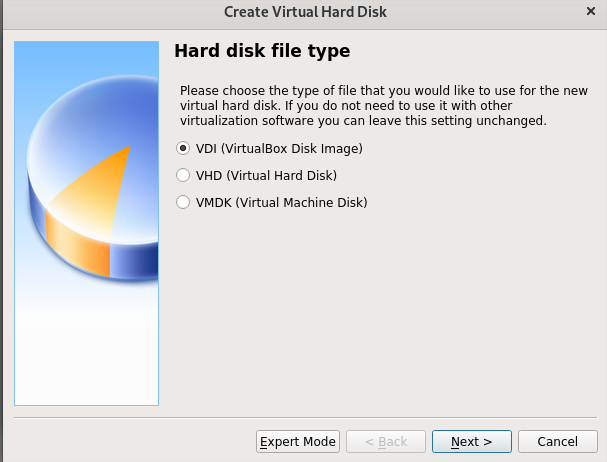 Create Virtual Hard Disk
Hard disk file type
Please choose the type of file that you would like to use for the new
virtual hard disk. If you do not need to use it with other
virtualization software you can leave this setting unchanged.
VDI (VirtualBox Disk Image)
VHD (Virtual Hard Disk)
VMDK (Virtual Machine Disk)
Expert Mode
< Back
Next >
Cancel